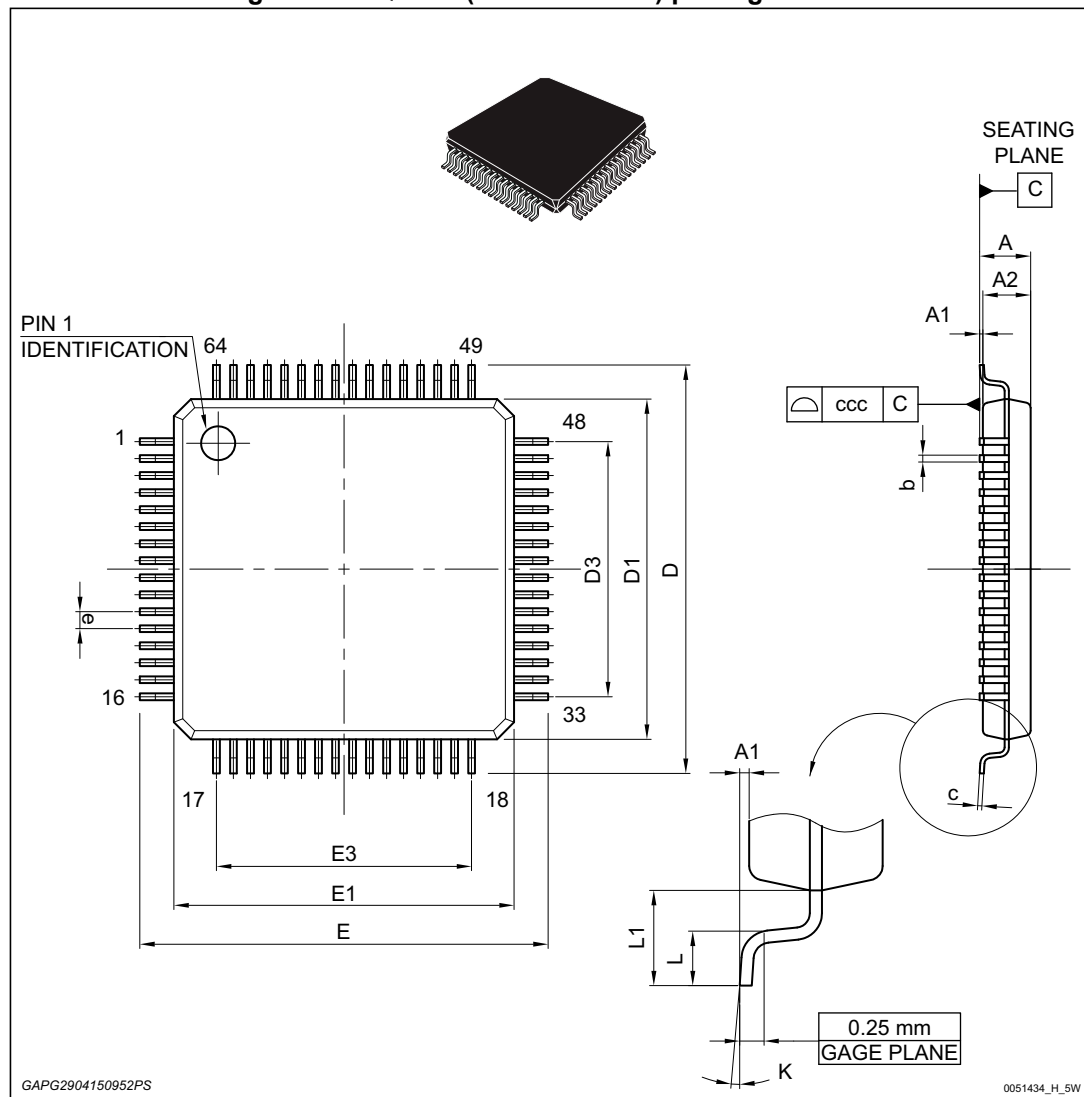 SEATING
PLANE
C
A
A2
A1
PIN 1
IDENTIFICATION
64
49
ccc
C
1
48
b
D3
D1
D
e
16
33
17
18
A1
c
E3
E1
E
L1
L
0.25 mm
GAGE PLANE
K
GAPG2904150952PS
0051434_H_5W